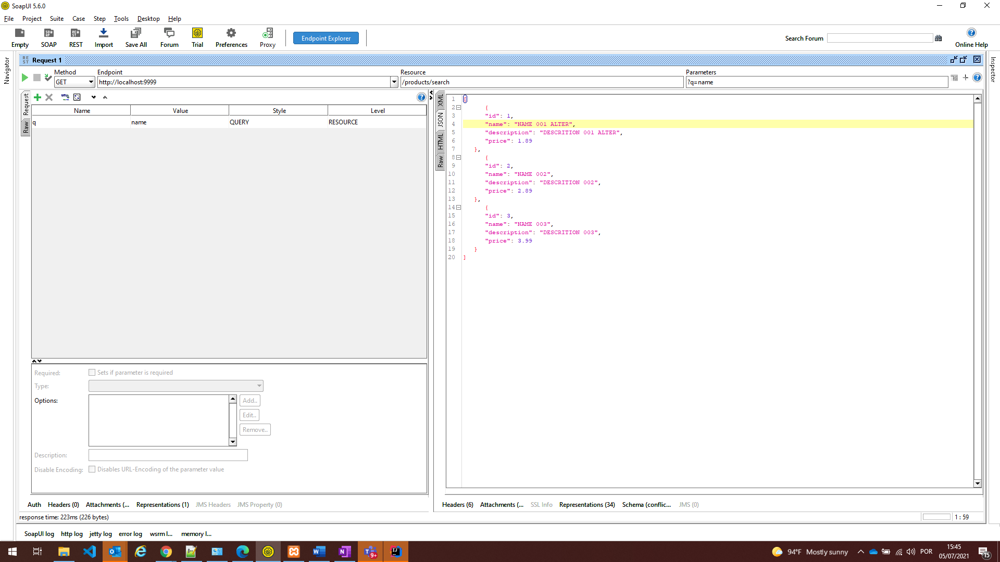 SoapUI 5.6.0
File Project Suite Case Step Tools Desktop Help
Empty SOAP REST Import Save All Forum Trial Preferences Proxy Endpoint Explorer Search Forum Online Help
Navigator
Inspector
Request 1
Method Endpoint Resource Parameters
GET http://localhost:9999 /products/search ?q=name
Request
Raw
Name Value Style Level
q name QUERY RESOURCE
Required: Sets if parameter is required
Type:
Options: Add..
Edit..
Remove..
Description:
Disable Encoding: Disables URL-Encoding of the parameter value
XML
JSON
HTML
Raw
1 [
2 {
3 "id": 1,
4 "name": "NAME 001 ALTER",
5 "description": "DESCRITION 001 ALTER",
6 "price": 1.89
7 },
8 {
9 "id": 2,
10 "name": "NAME 002",
11 "description": "DESCRITION 002",
12 "price": 2.89
13 },
14 {
15 "id": 3,
16 "name": "NAME 003",
17 "description": "DESCRITION 003",
18 "price": 3.99
19 }
20 ]
Auth Headers (0) Attachments (... Representations (1) JMS Headers JMS Property (0)
Headers (6) Attachments (... SSL Info Representations (34) Schema (conflic... JMS (0)
response time: 223ms (226 bytes) 1 : 59
SoapUI log http log jetty log error log wsrm l... memory l...
94°F Mostly sunny POR 15:45
05/07/2021 15
9+